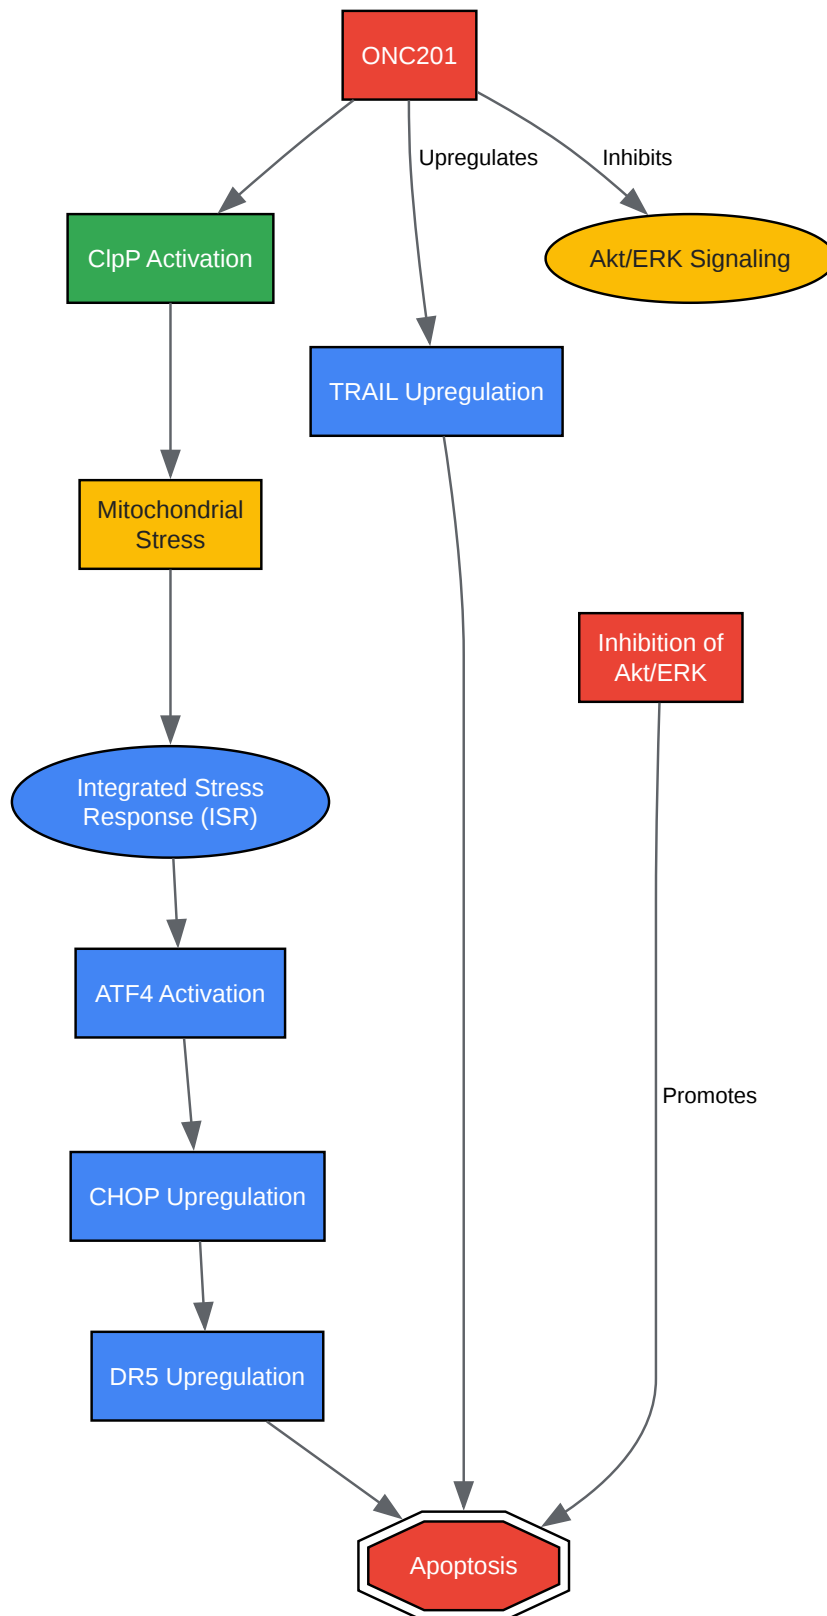 ONC201
Upregulates
Inhibits
ClpP Activation
Akt/ERK Signaling
TRAIL Upregulation
Mitochondrial
Stress
Inhibition of
Akt/ERK
Integrated Stress
Response (ISR)
ATF4 Activation
Promotes
CHOP Upregulation
DR5 Upregulation
Apoptosis